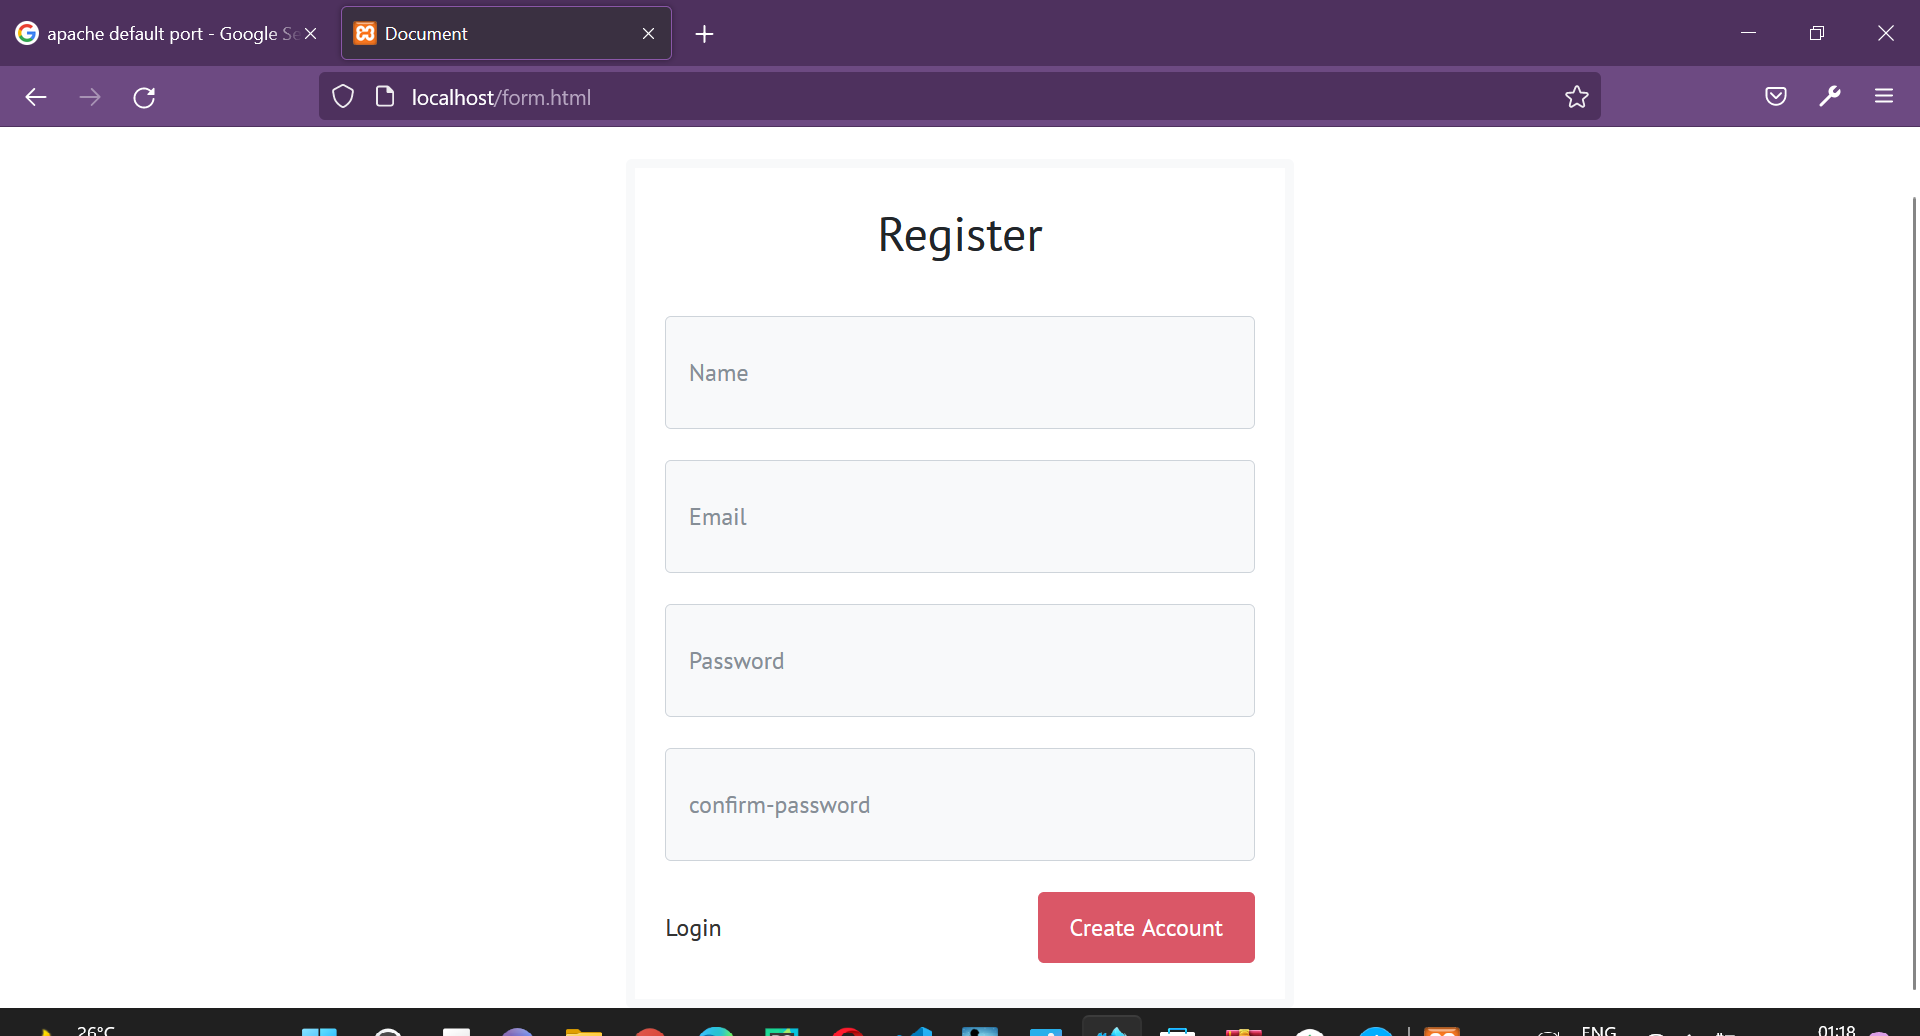 apache default port - Google Se
Document
localhost/form.html
Register
Name
Email
Password
confirm-password
Login
Create Account
26°C
ENG
01:18